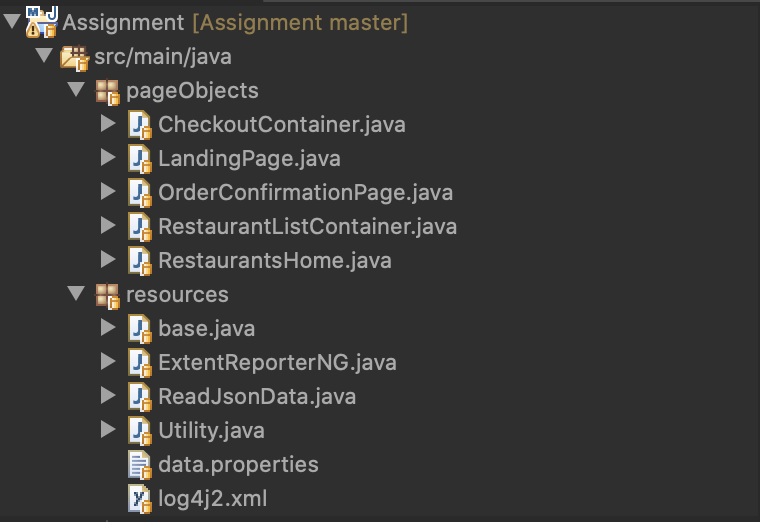 Assignment [Assignment master]
src/main/java
pageObjects
CheckoutContainer.java
LandingPage.java
OrderConfirmationPage.java
RestaurantListContainer.java
RestaurantsHome.java
resources
base.java
ExtentReporterNG.java
ReadJsonData.java
Utility.java
data.properties
log4j2.xml